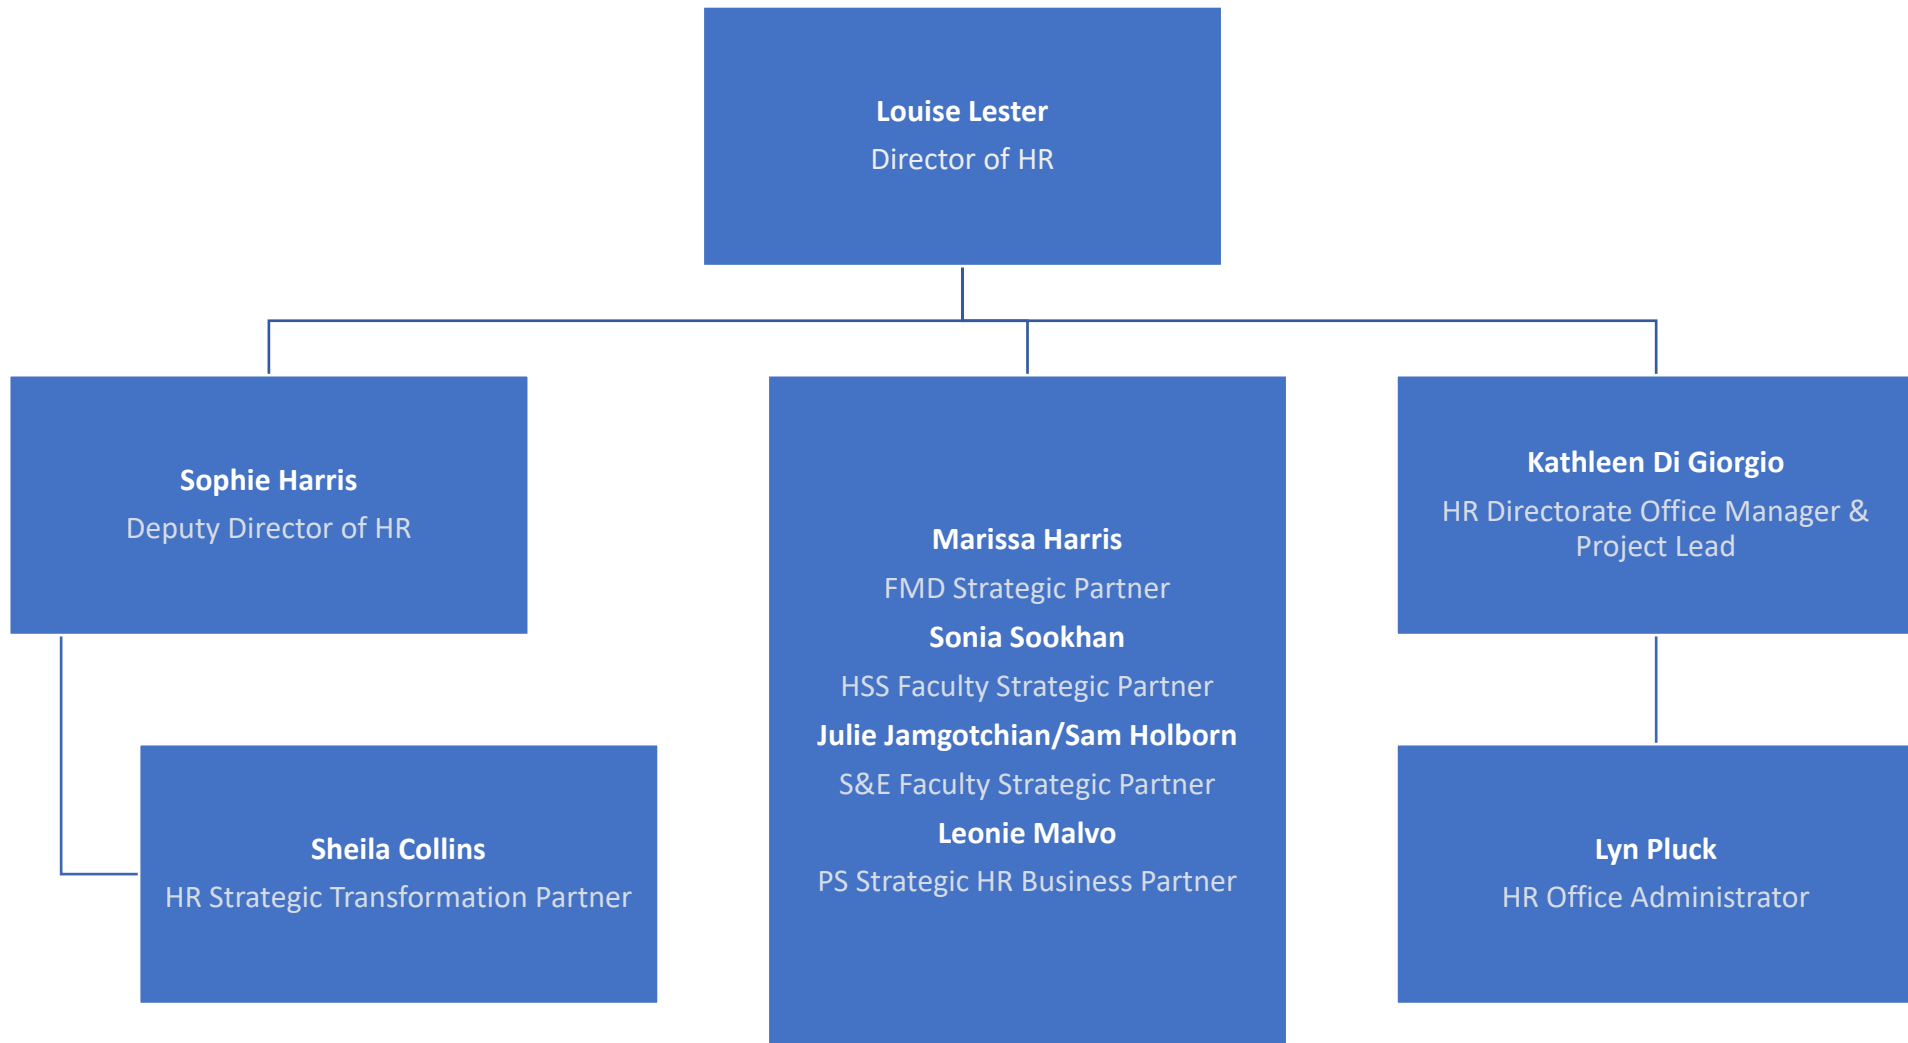 Louise Lester
Director of HR
Sophie Harris
Deputy Director of HR
Marissa Harris
FMD Strategic Partner
Sonia Sookhan
HSS Faculty Strategic Partner
Julie Jamgotchian/Sam Holborn
S&E Faculty Strategic Partner
Leonie Malvo
PS Strategic HR Business Partner
Kathleen Di Giorgio
HR Directorate Office Manager &
Project Lead
Sheila Collins
HR Strategic Transformation Partner
Lyn Pluck
HR Office Administrator